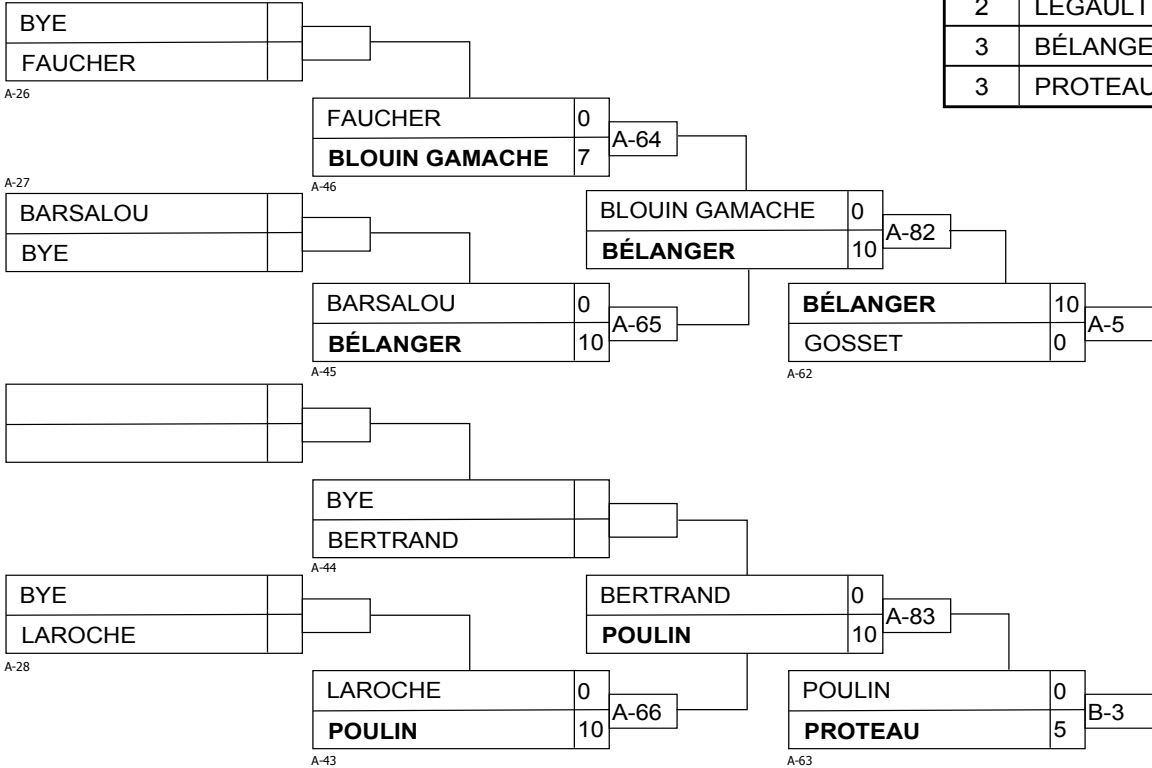 2 LEGAULT
3 BÉLANGE
3 PROTEAU
BYE
FAUCHER
A-26
FAUCHER 0
BLOUIN GAMACHE 7
A-64
A-46
A-27
BARSALOU
BYE
BLOUIN GAMACHE 0
BÉLANGER 10
A-82
BARSALOU 0
BÉLANGER 10
A-65
A-45
BÉLANGER 10
GOSSET 0
A-5
A-62
BYE
BERTRAND
A-44
BYE
LAROCHE
A-28
BERTRAND 0
POULIN 10
A-83
LAROCHE 0
POULIN 10
A-66
A-43
POULIN 0
PROTEAU 5
B-3
A-63